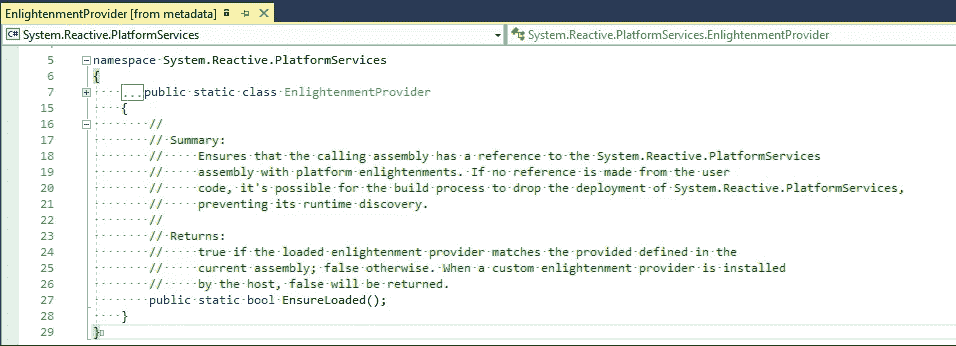 EnlightenmentProvider [from metadata]
C# System.Reactive.PlatformServices System.Reactive.PlatformServices.EnlightenmentProvider
5 namespace System.Reactive.PlatformServices
6 {
7 ...public static class EnlightenmentProvider
15 {
16 //
17 // Summary:
18 // Ensures that the calling assembly has a reference to the System.Reactive.PlatformServices
19 // assembly with platform enlightenments. If no reference is made from the user
20 // code, it's possible for the build process to drop the deployment of System.Reactive.PlatformServices,
21 // preventing its runtime discovery.
22 //
23 // Returns:
24 // true if the loaded enlightenment provider matches the provided defined in the
25 // current assembly; false otherwise. When a custom enlightenment provider is installed
26 // by the host, false will be returned.
27 public static bool EnsureLoaded();
28 }
29 }